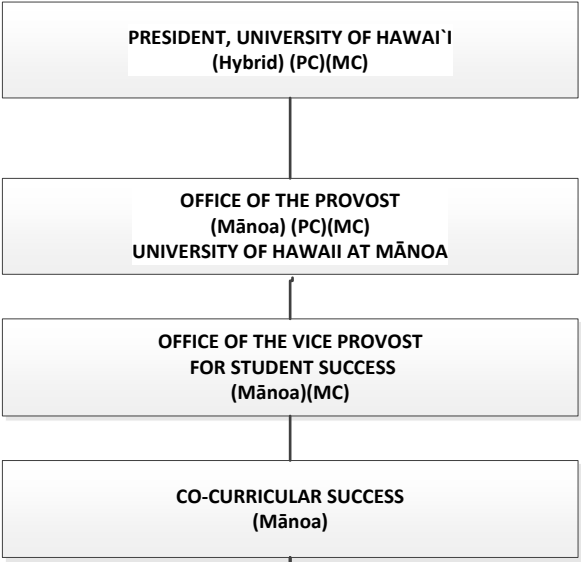 PRESIDENT, UNIVERSITY OF HAWAI`I
(Hybrid) (PC)(MC)
OFFICE OF THE PROVOST
(Mānoa) (PC)(MC)
UNIVERSITY OF HAWAII AT MĀNOA
OFFICE OF THE VICE PROVOST
FOR STUDENT SUCCESS
(Mānoa)(MC)
CO-CURRICULAR SUCCESS
(Mānoa)